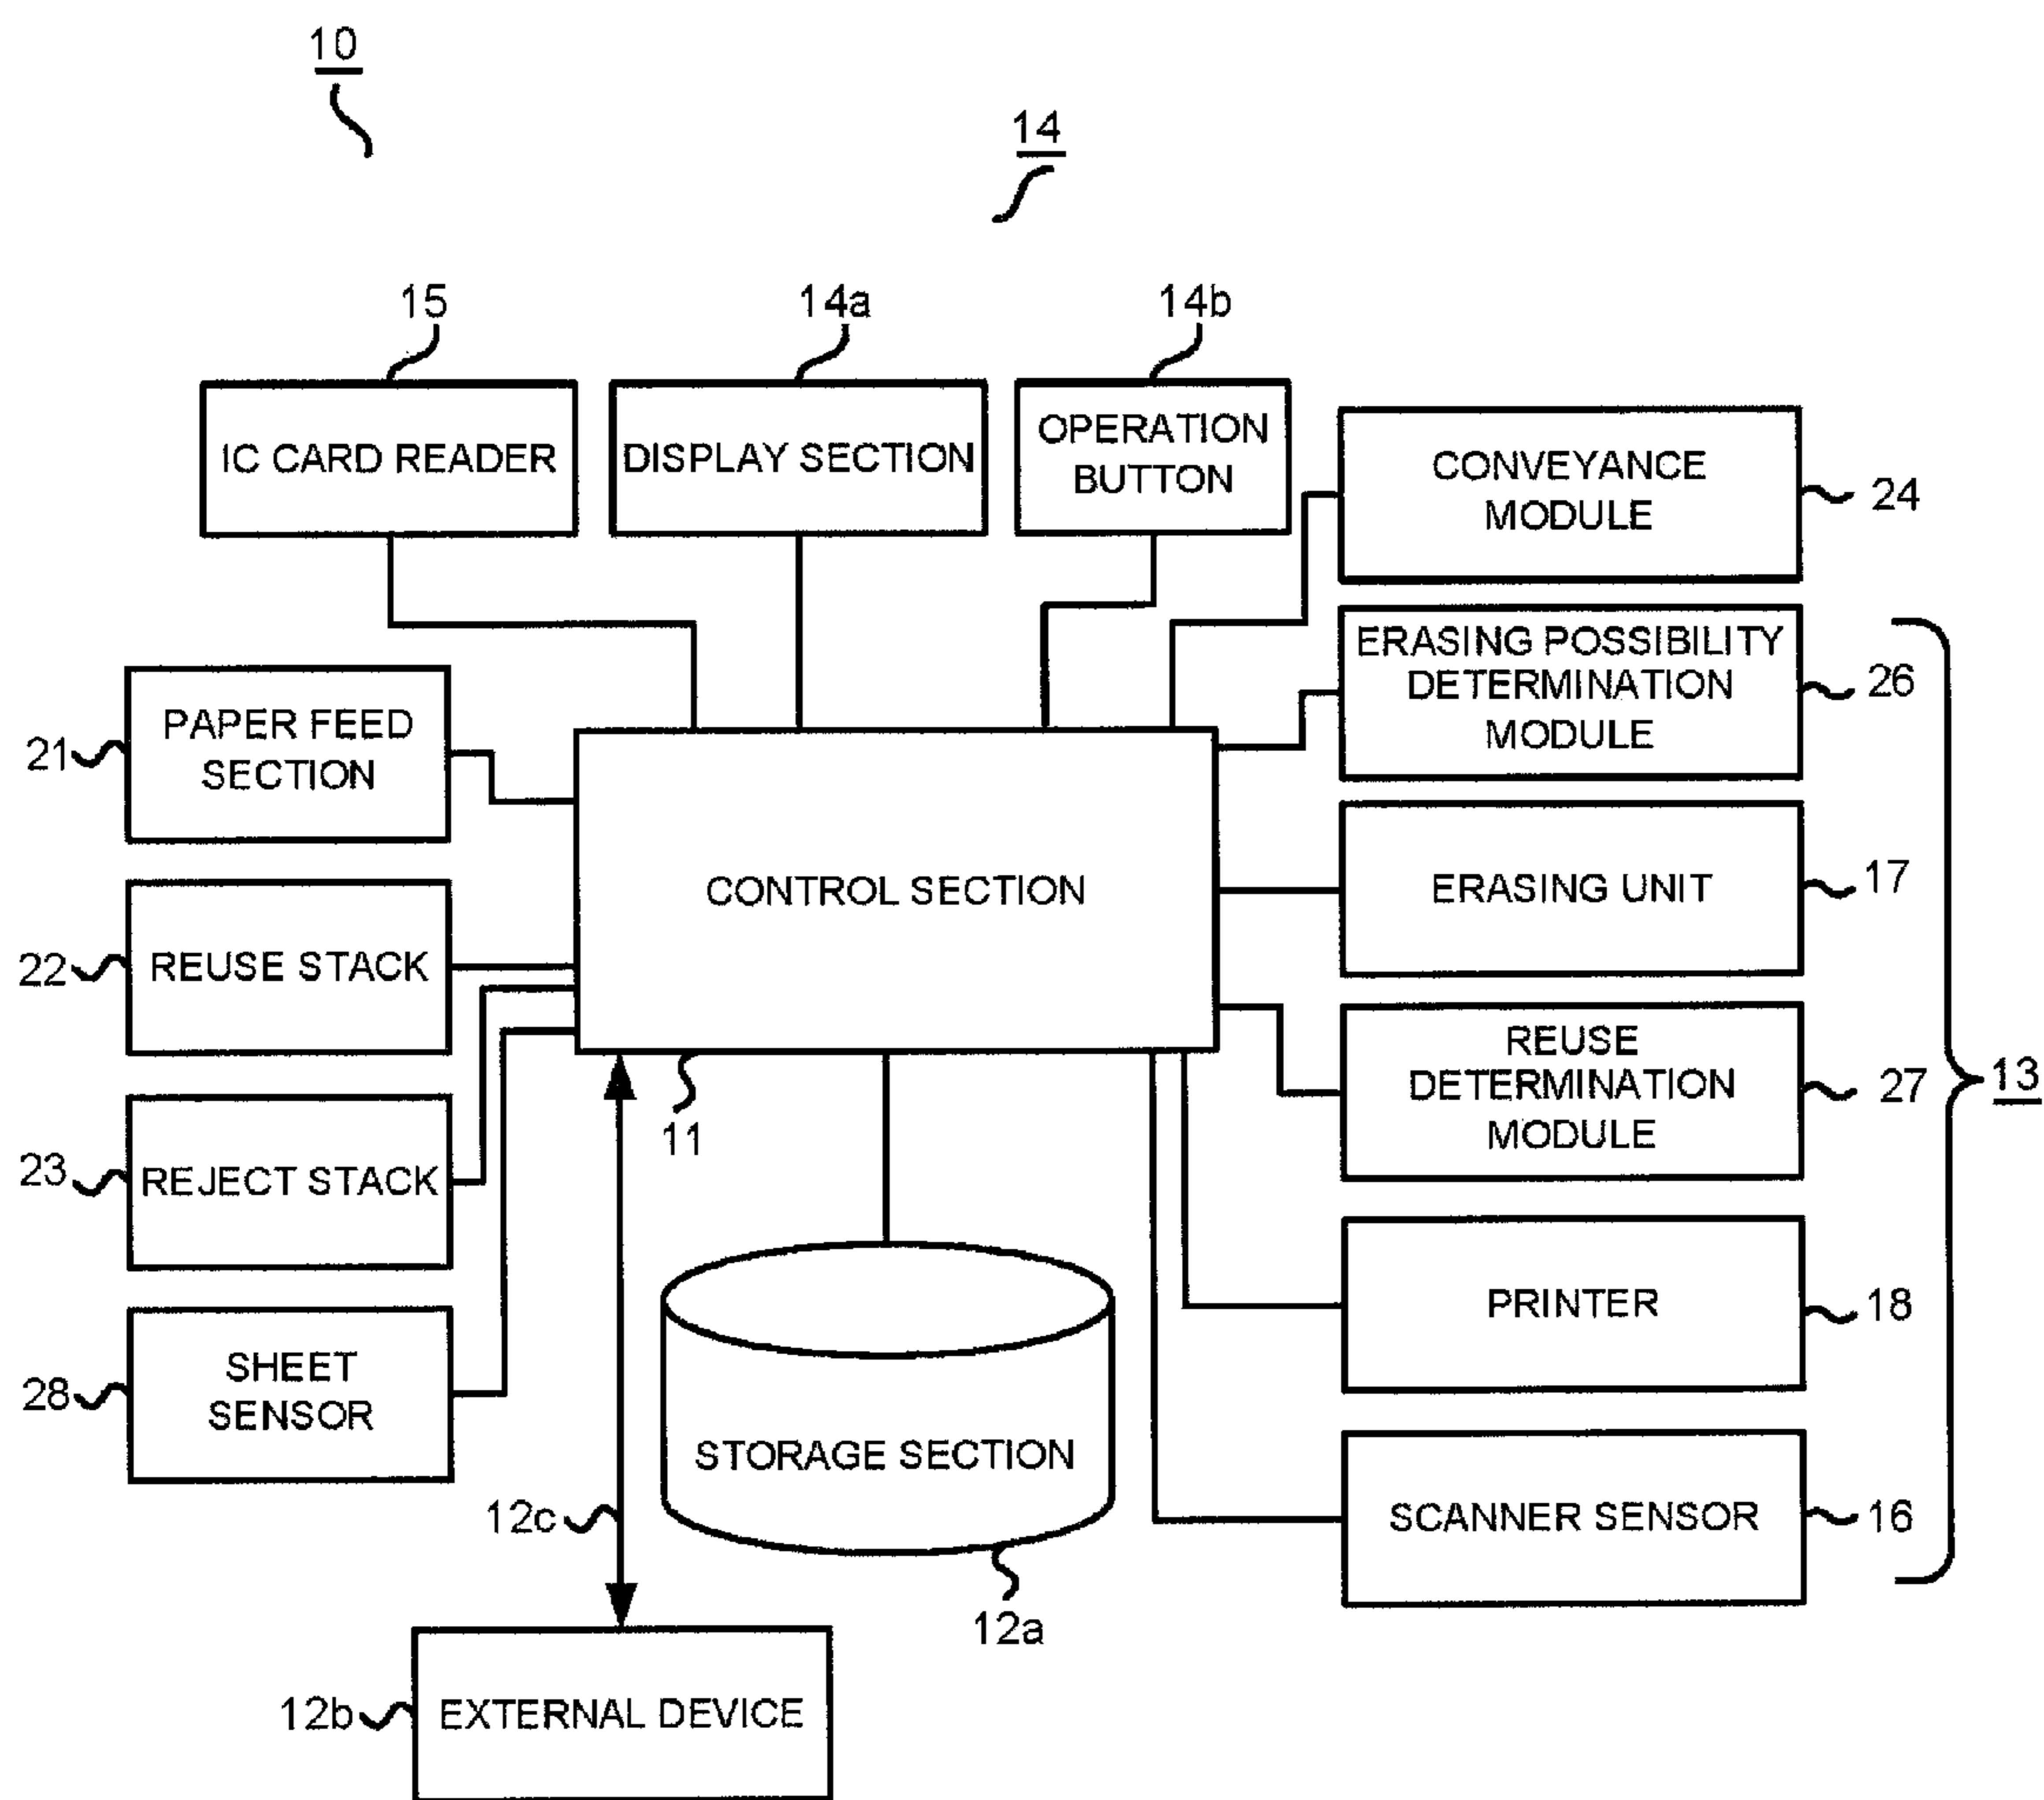 10
14
15
14a
14b
IC CARD READER
DISPLAY SECTION
OPERATION
BUTTON
CONVEYANCE
MODULE
24
ERASING POSSIBILITY
DETERMINATION
MODULE
26
21
PAPER FEED
SECTION
CONTROL SECTION
ERASING UNIT
17
22
REUSE STACK
REUSE
DETERMINATION
MODULE
27
13
11
23
REJECT STACK
PRINTER
18
28
SHEET
SENSOR
STORAGE SECTION
SCANNER SENSOR
16
12c
12a
12b
EXTERNAL DEVICE